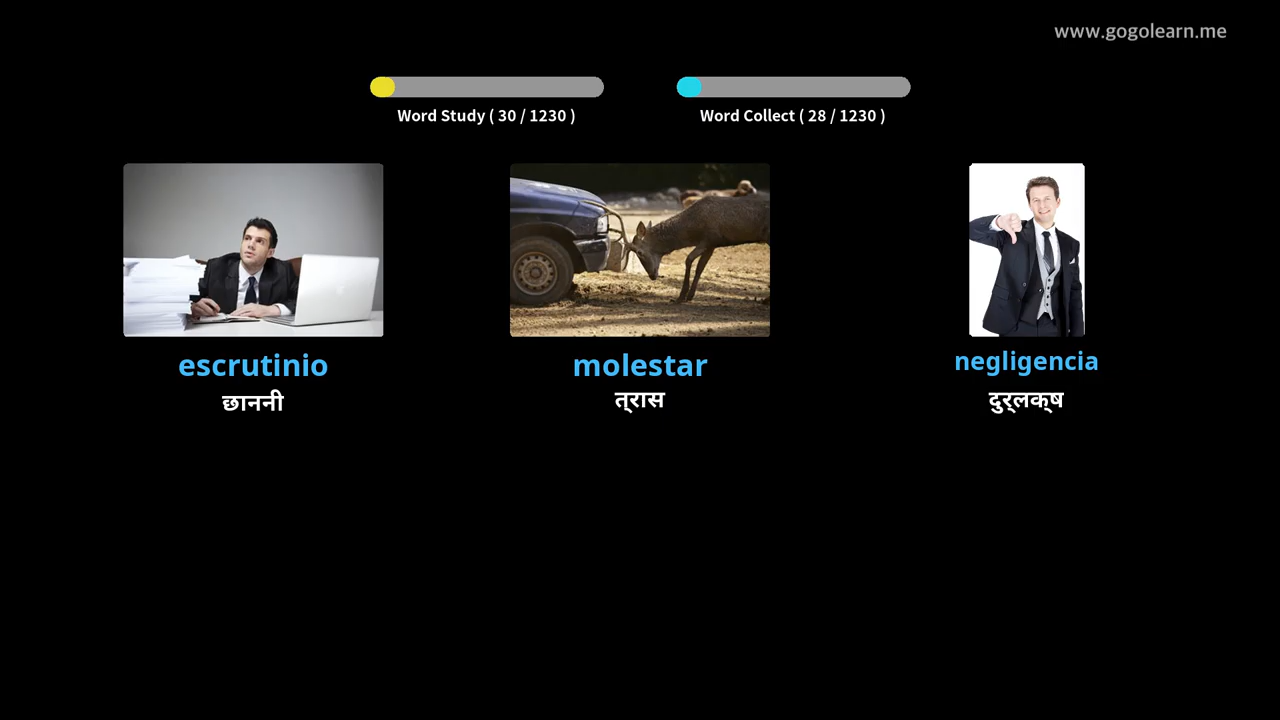 www.gogolearn.me
Word Study ( 30 / 1230 )
Word Collect ( 28 / 1230 )
escrutinio
छाननी
molestar
त्रास
negligencia
दुर्लक्ष